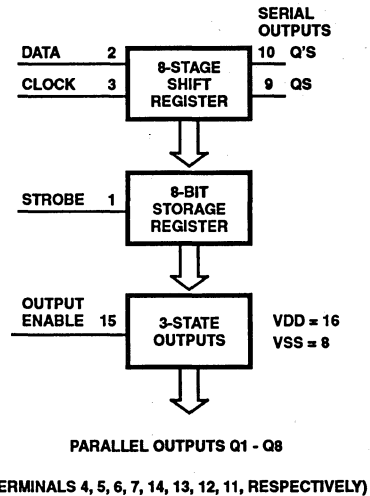 SERIAL
OUTPUTS
DATA 2
10 Q'S
CLOCK 3
9 QS
8-STAGE
SHIFT
REGISTER
STROBE 1
8-BIT
STORAGE
REGISTER
OUTPUT
ENABLE 15
3-STATE
OUTPUTS
VDD = 16
VSS = 8
PARALLEL OUTPUTS Q1 - Q8
ERMINALS 4, 5, 6, 7, 14, 13, 12, 11, RESPECTIVELY)